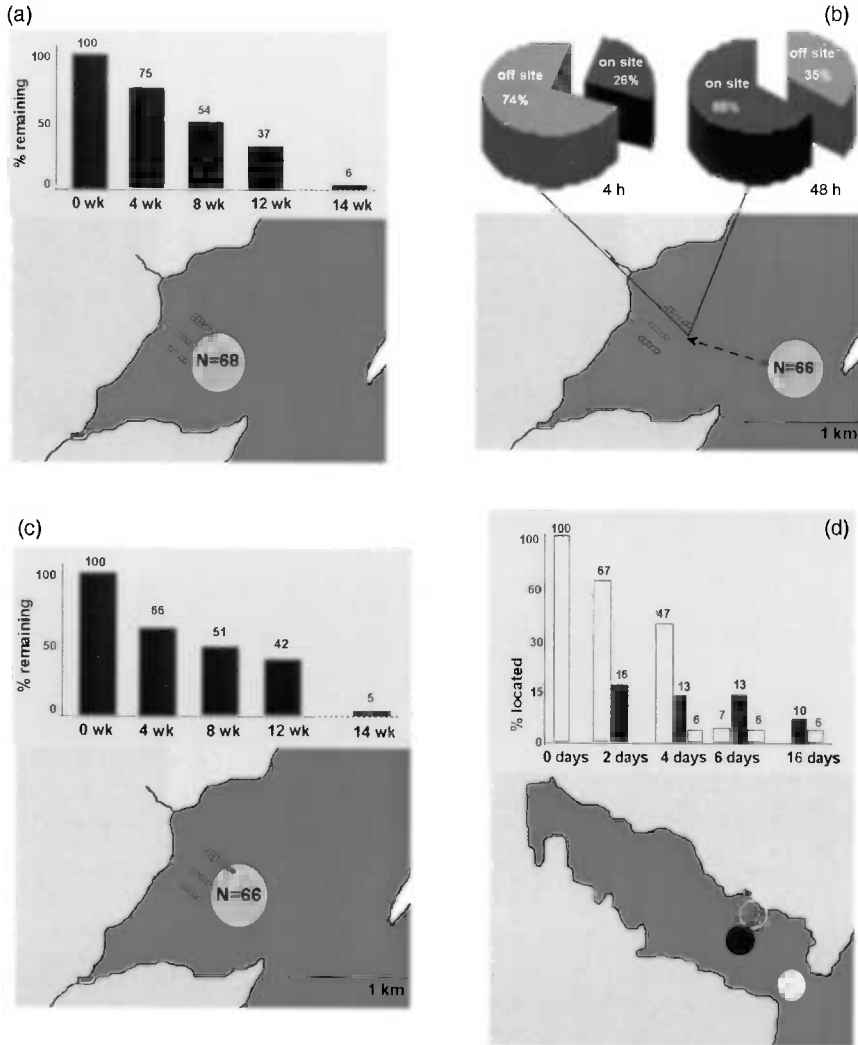 (a)
% remaining
100
50
0
100
75
54
37
6
0 wk 4 wk 8 wk 12 wk 14 wk
N=68
(b)
off site
74%
on site
26%
4 h
on site
off site
35%
48 h
N=66
1 km
(c)
% remaining
100
50
0
100
66
51
42
5
0 wk 4 wk 8 wk 12 wk 14 wk
N=66
1 km
(d)
% located
100
60
30
15
0
100
67
16
47
13
6
7
13
6
10
6
0 days 2 days 4 days 6 days 16 days